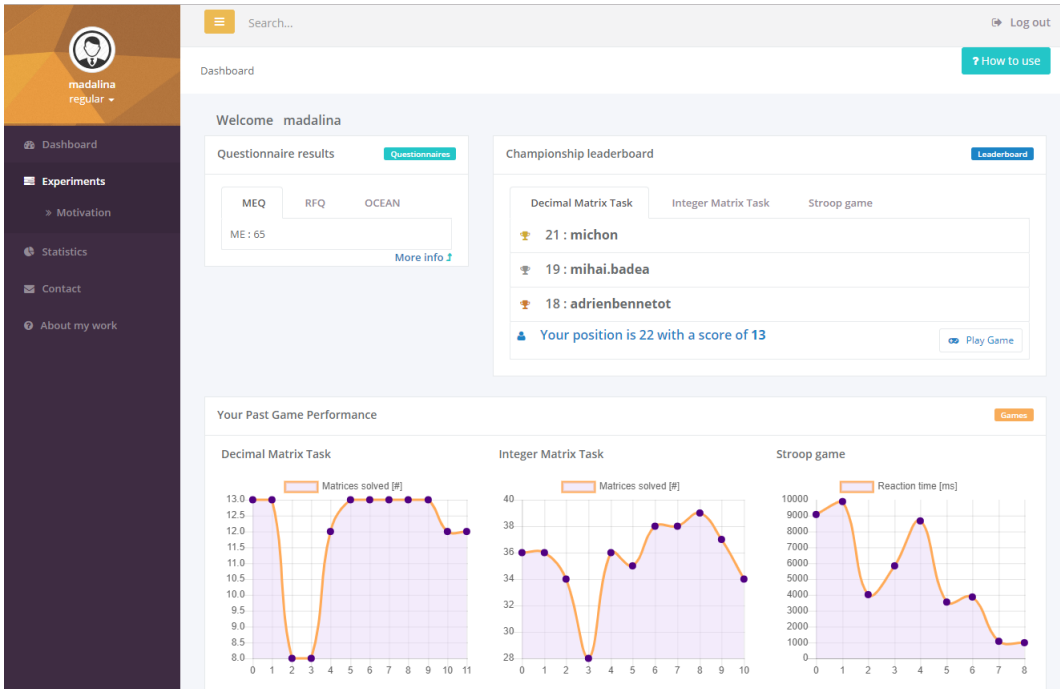 Search...
Log out
madalina
regular
Dashboard
? How to use
Dashboard
Experiments
» Motivation
Statistics
Contact
About my work
Welcome madalina
Questionnaire results
Questionnaires
MEQ RFQ OCEAN
ME : 65
More info
Championship leaderboard
Leaderboard
Decimal Matrix Task Integer Matrix Task Stroop game
21 : michon
19 : mihai.badea
18 : adrienbennetot
Your position is 22 with a score of 13
Play Game
Your Past Game Performance
Games
Decimal Matrix Task
Matrices solved [#]
13.0
12.5
12.0
11.5
11.0
10.5
10.0
9.5
9.0
8.5
8.0
0 1 2 3 4 5 6 7 8 9 10 11
Integer Matrix Task
Matrices solved [#]
40
38
36
34
32
30
28
0 1 2 3 4 5 6 7 8 9 10
Stroop game
Reaction time [ms]
10000
9000
8000
7000
6000
5000
4000
3000
2000
1000
0
0 1 2 3 4 5 6 7 8